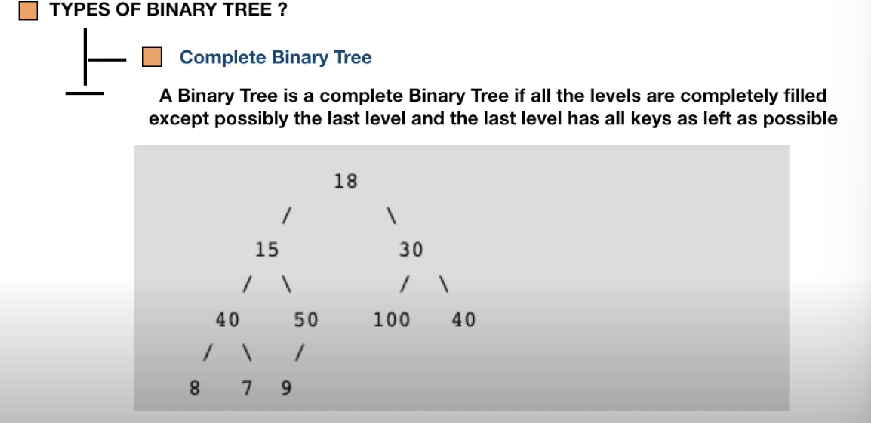 TYPES OF BINARY TREE ?
Complete Binary Tree
A Binary Tree is a complete Binary Tree if all the levels are completely filled
except possibly the last level and the last level has all keys as left as possible
18
/ \
15 30
/ \ / \
40 50 100 40
/ \ /
8 7 9